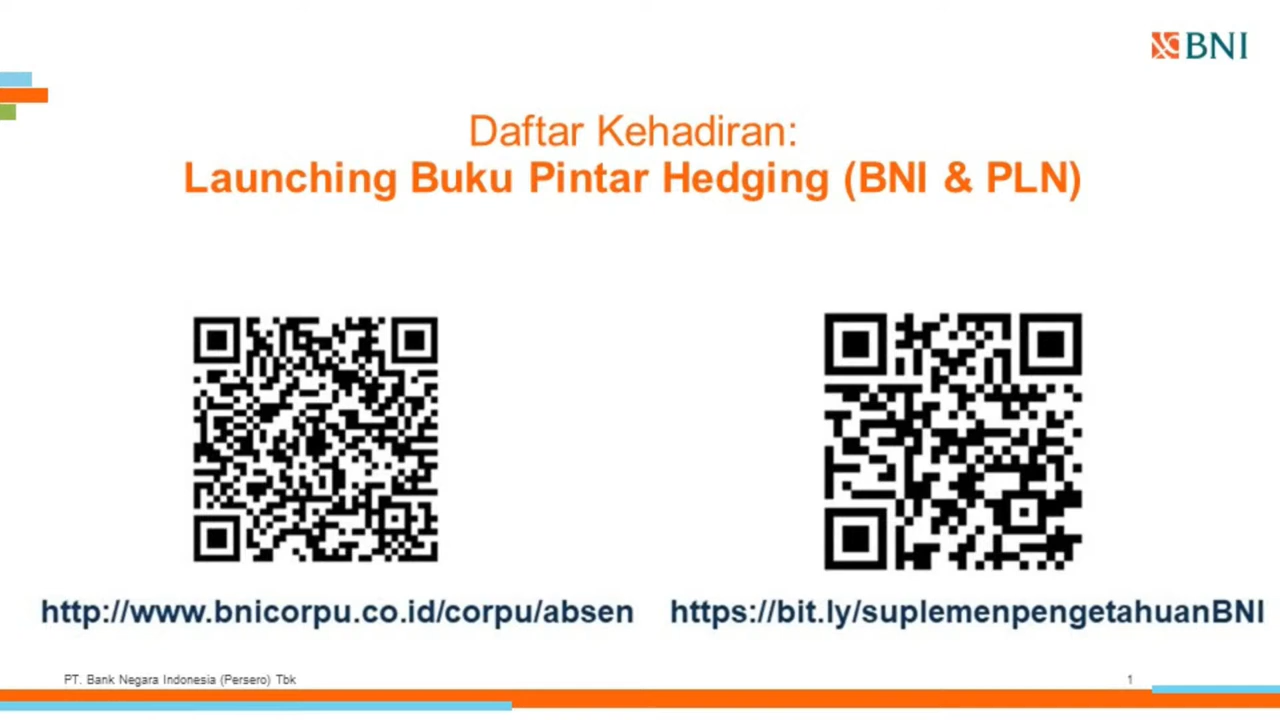 BNI
Daftar Kehadiran:
Launching Buku Pintar Hedging (BNI & PLN)
http://www.bnicorpu.co.id/corpu/absen
https://bit.ly/suplemenpengetahuanBNI
PT. Bank Negara Indonesia (Persero) Tbk
1